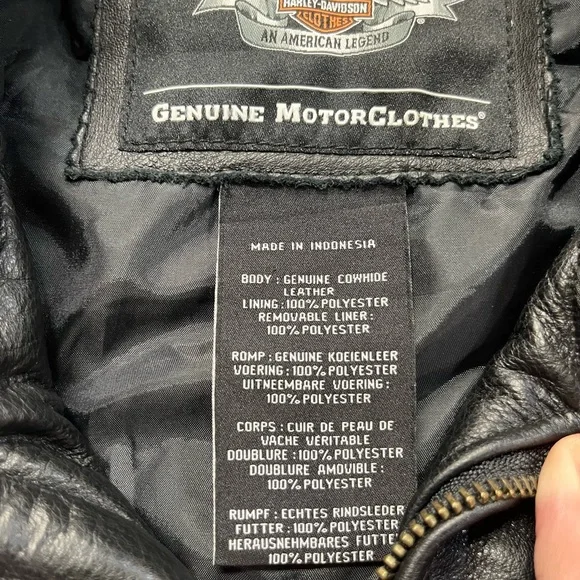 HARLEY-DAVIDSON
CLOTHES
AN AMERICAN LEGEND
GENUINE MOTORCLOTHES®
MADE IN INDONESIA
BODY : GENUINE COWHIDE
LEATHER
LINING : 100% POLYESTER
REMOVABLE LINER :
100% POLYESTER
ROMP : GENUINE KOEIENLEER
VOERING : 100% POLYESTER
UITNEEMBARE VOERING :
100% POLYESTER
CORPS : CUIR DE PEAU DE
VACHE VÉRITABLE
DOUBLURE : 100% POLYESTER
DOUBLURE AMOVIBLE :
100% POLYESTER
RUMPF : ECHTES RINDSLEDER
FUTTER : 100% POLYESTER
HERAUSNEHMBARES FUTTER
100% POLYESTER